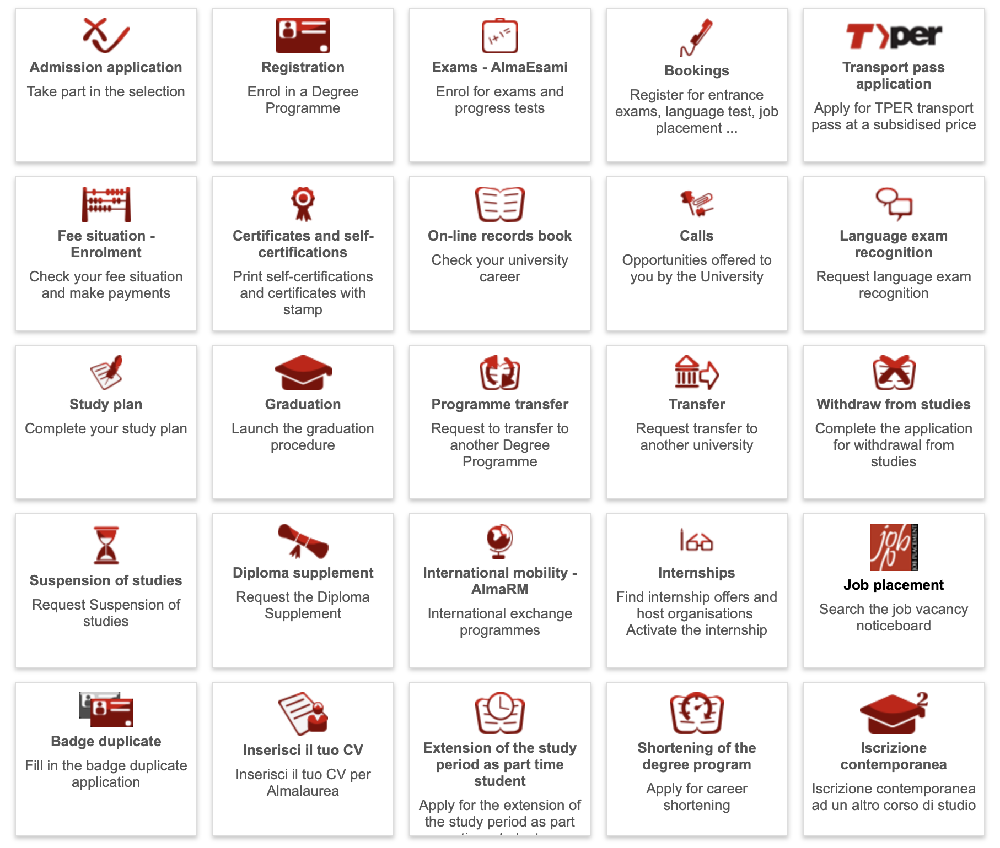 Admission application
Take part in the selection
Registration
Enrol in a Degree
Programme
1+1=
Exams - AlmaEsami
Enrol for exams and
progress tests
Bookings
Register for entrance
exams, language test, job
placement ...
T per
Transport pass
application
Apply for TPER transport
pass at a subsidised price
Fee situation -
Enrolment
Check your fee situation
and make payments
Certificates and self-
certifications
Print self-certifications
and certificates with
stamp
On-line records book
Check your university
career
Calls
Opportunities offered to
you by the University
Language exam
recognition
Request language exam
recognition
Study plan
Complete your study plan
Graduation
Launch the graduation
procedure
Programme transfer
Request to transfer to
another Degree
Programme
Transfer
Request transfer to
another university
Withdraw from studies
Complete the application
for withdrawal from
studies
Suspension of studies
Request Suspension of
studies
Diploma supplement
Request the Diploma
Supplement
International mobility -
AlmaRM
International exchange
programmes
Internships
Find internship offers and
host organisations
Activate the internship
job
JOB PLACEMENT
Job placement
Search the job vacancy
noticeboard
Badge duplicate
Fill in the badge duplicate
application
Inserisci il tuo CV
Inserisci il tuo CV per
Almalaurea
Extension of the study
period as part time
student
Apply for the extension of
the study period as part
Shortening of the
degree program
Apply for career
shortening
2
Iscrizione
contemporanea
Iscrizione contemporanea
ad un altro corso di studio